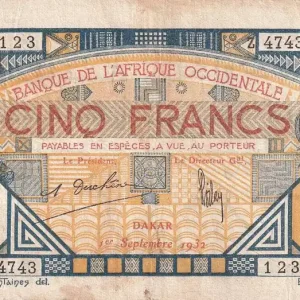 123 Z 4743
BANQUE DE L'AFRIQUE OCCIDENTALE
CINQ FRANCS
PAYABLES EN ESPÈCES, A VUE, AU PORTEUR
Le Président, Le Directeur Gal.
DAKAR
1er Septembre 1932
4743 123
del.